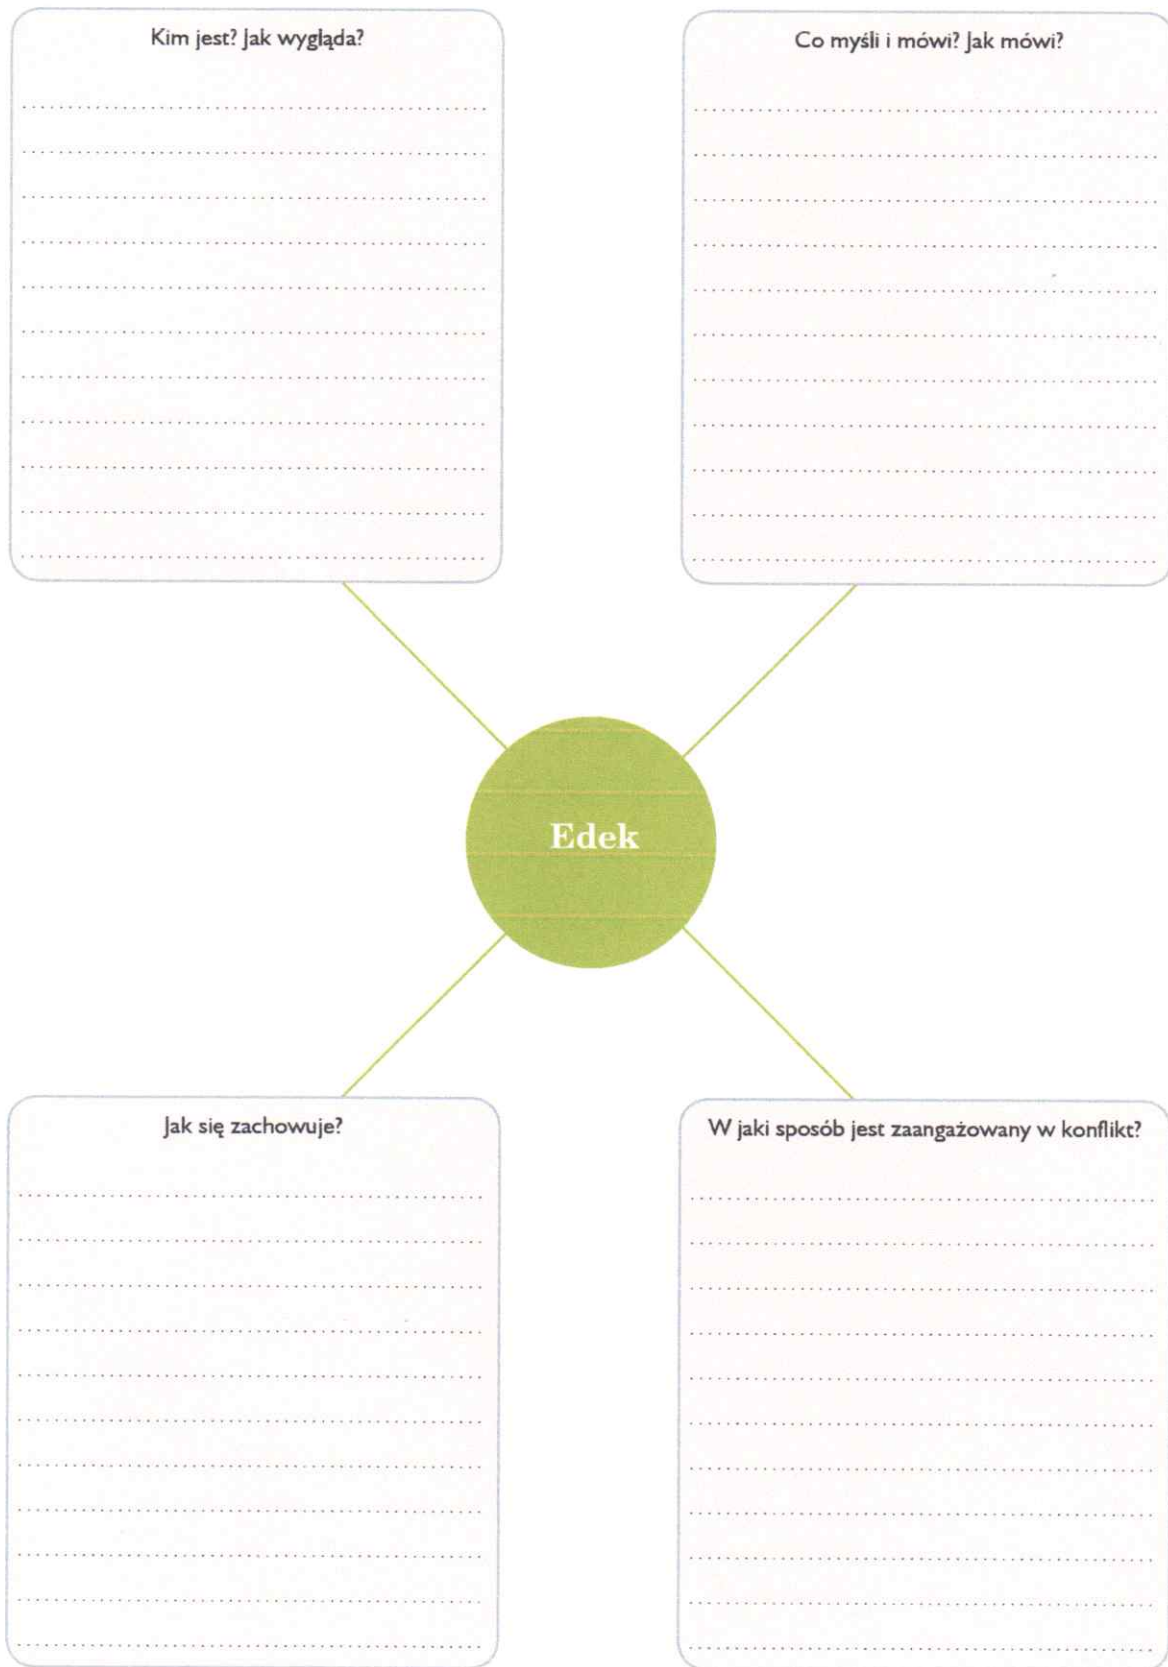 Kim jest? Jak wygląda?
Co myśli i mówi? Jak mówi?
Edek
Jak się zachowuje?
W jaki sposób jest zaangażowany w konflikt?